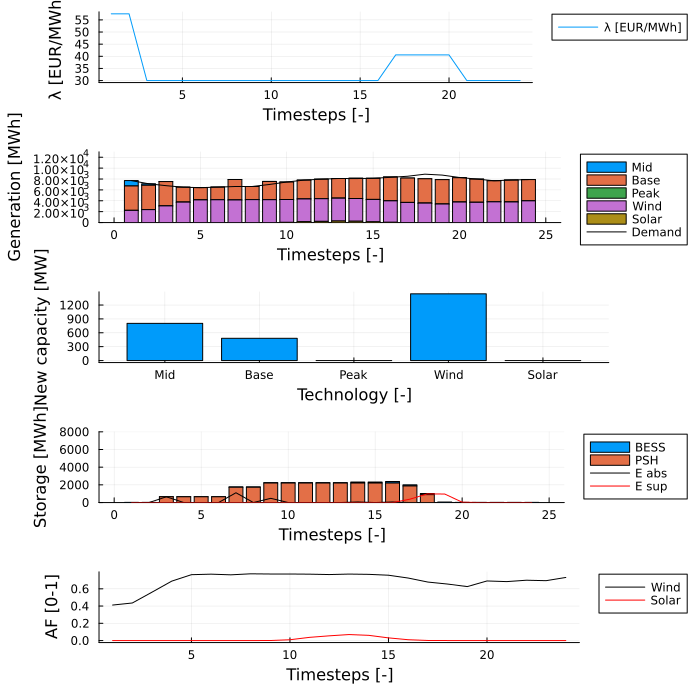 λ [EUR/MWh
55
50
45
40
35
30
5
10
15
20
Timesteps [-]
λ [EUR/MWh]
Generation [MWh]
1.20×10⁴
1.00×10⁴
8.00×10³
6.00×10³
4.00×10³
2.00×10³
0
0
5
10
15
20
25
Timesteps [-]
Mid
Base
Peak
Wind
Solar
Demand
New capacity [MW]
1200
900
600
300
0
Mid
Base
Peak
Wind
Solar
Technology [-]
Storage [MWh]
8000
6000
4000
2000
0
0
5
10
15
20
25
Timesteps [-]
BESS
PSH
E abs
E sup
AF [0-1]
0.6
0.4
0.2
0.0
5
10
15
20
Timesteps [-]
Wind
Solar